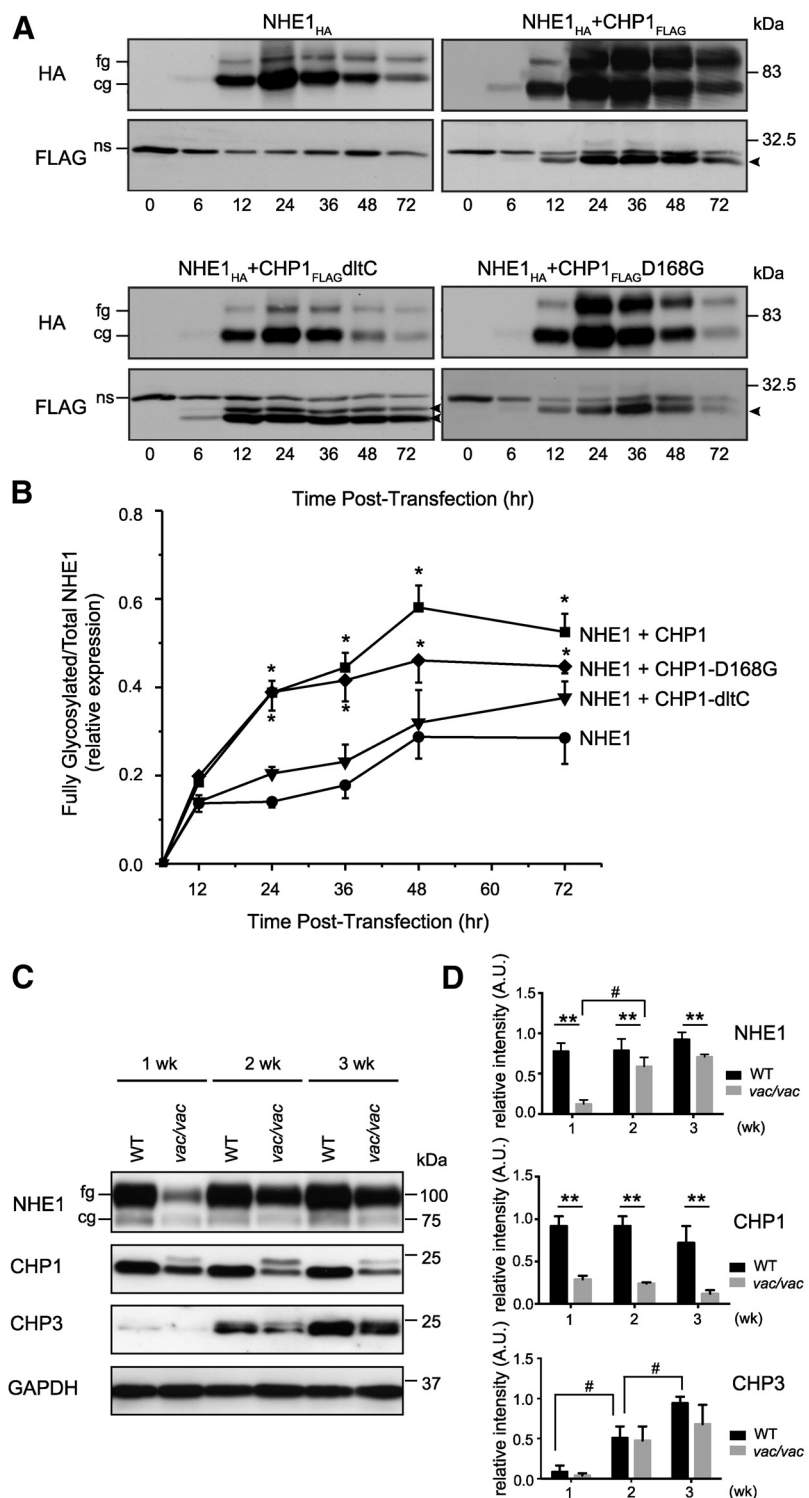 A
NHE1HA
NHE1HA+CHP1FLAG
kDa
HA
fg
cg
83
FLAG
ns
32.5
0 6 12 24 36 48 72
0 6 12 24 36 48 72
NHE1HA+CHP1FLAGdltC
NHE1HA+CHP1FLAGD168G
kDa
HA
fg
cg
83
FLAG
ns
32.5
0 6 12 24 36 48 72
0 6 12 24 36 48 72
Time Post-Transfection (hr)
B
Fully Glycosylated/Total NHE1
(relative expression)
0.8
0.6
0.4
0.2
0.0
* * * * * * * *
NHE1 + CHP1
NHE1 + CHP1-D168G
NHE1 + CHP1-dltC
NHE1
12 24 36 48 60 72
Time Post-Transfection (hr)
C
1 wk 2 wk 3 wk
WT vac/vac WT vac/vac WT vac/vac
kDa
NHE1
fg
cg
100
75
CHP1
25
CHP3
25
GAPDH
37
D
relative intensity (A.U.)
1.5
1.0
0.5
0.0
** # ** **
NHE1
WT
vac/vac
1 2 3 (wk)
relative intensity (A.U.)
1.5
1.0
0.5
0.0
** ** **
CHP1
WT
vac/vac
1 2 3 (wk)
relative intensity (A.U.)
1.5
1.0
0.5
0.0
# #
CHP3
WT
vac/vac
1 2 3 (wk)